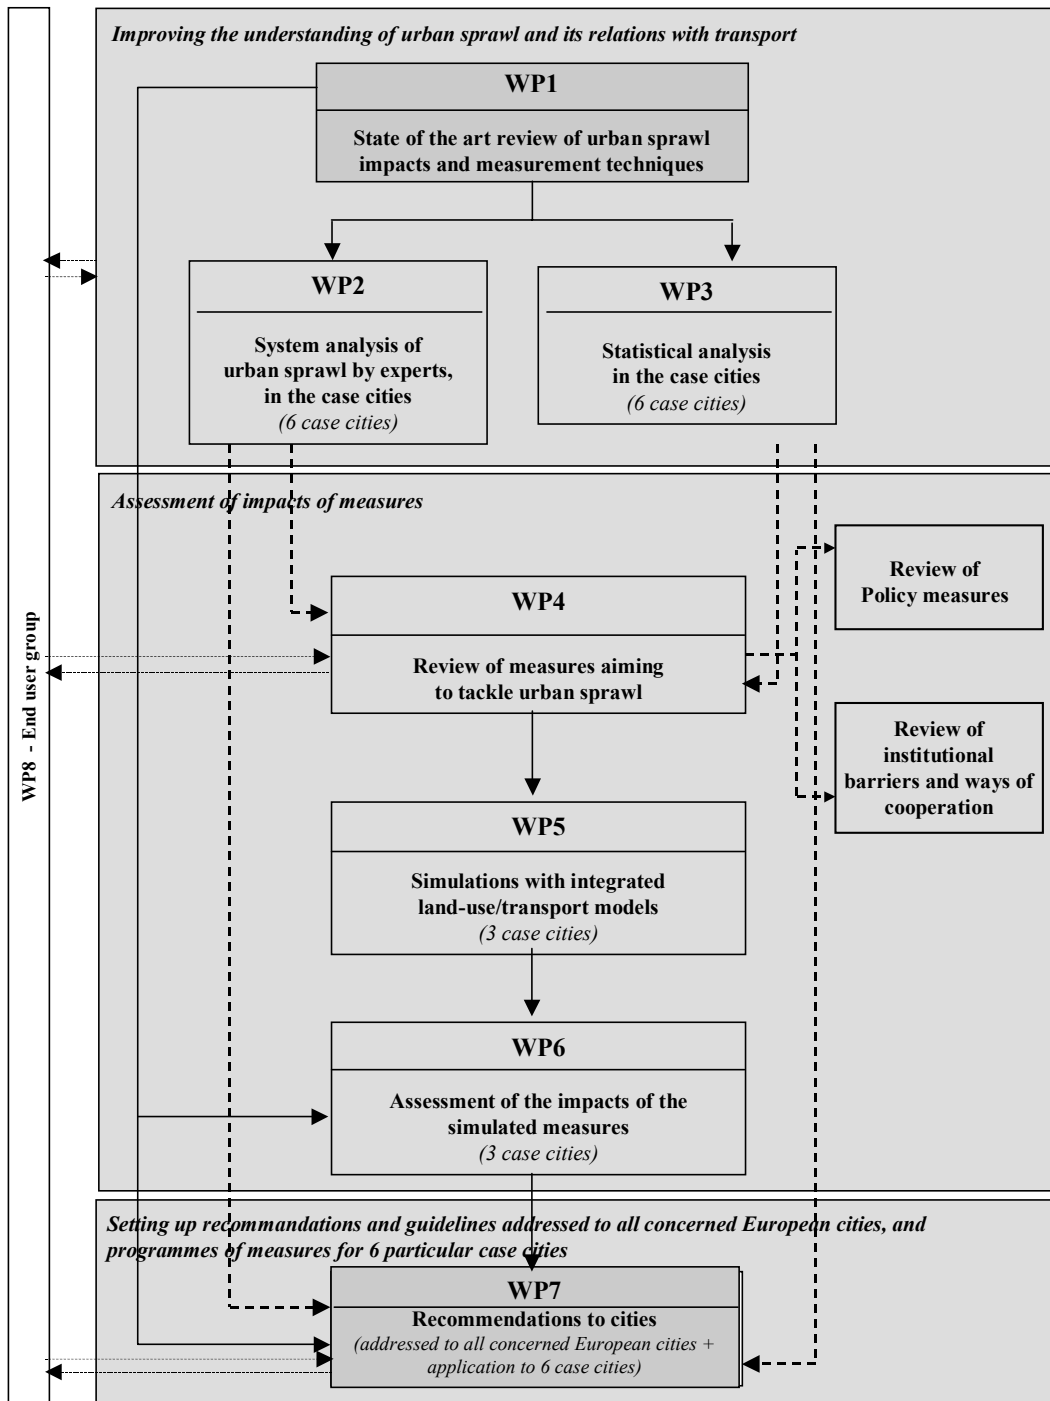 Improving the understanding of urban sprawl and its relations with transport
WP1
State of the art review of urban sprawl
impacts and measurement techniques
WP2
System analysis of
urban sprawl by experts,
in the case cities
(6 case cities)
WP3
Statistical analysis
in the case cities
(6 case cities)
WP8 - End user group
Assessment of impacts of measures
WP4
Review of measures aiming
to tackle urban sprawl
Review of
Policy measures
Review of
institutional
barriers and ways of
cooperation
WP5
Simulations with integrated
land-use/transport models
(3 case cities)
WP6
Assessment of the impacts of the
simulated measures
(3 case cities)
Setting up recommandations and guidelines addressed to all concerned European cities, and
programmes of measures for 6 particular case cities
WP7
Recommendations to cities
(addressed to all concerned European cities +
application to 6 case cities)